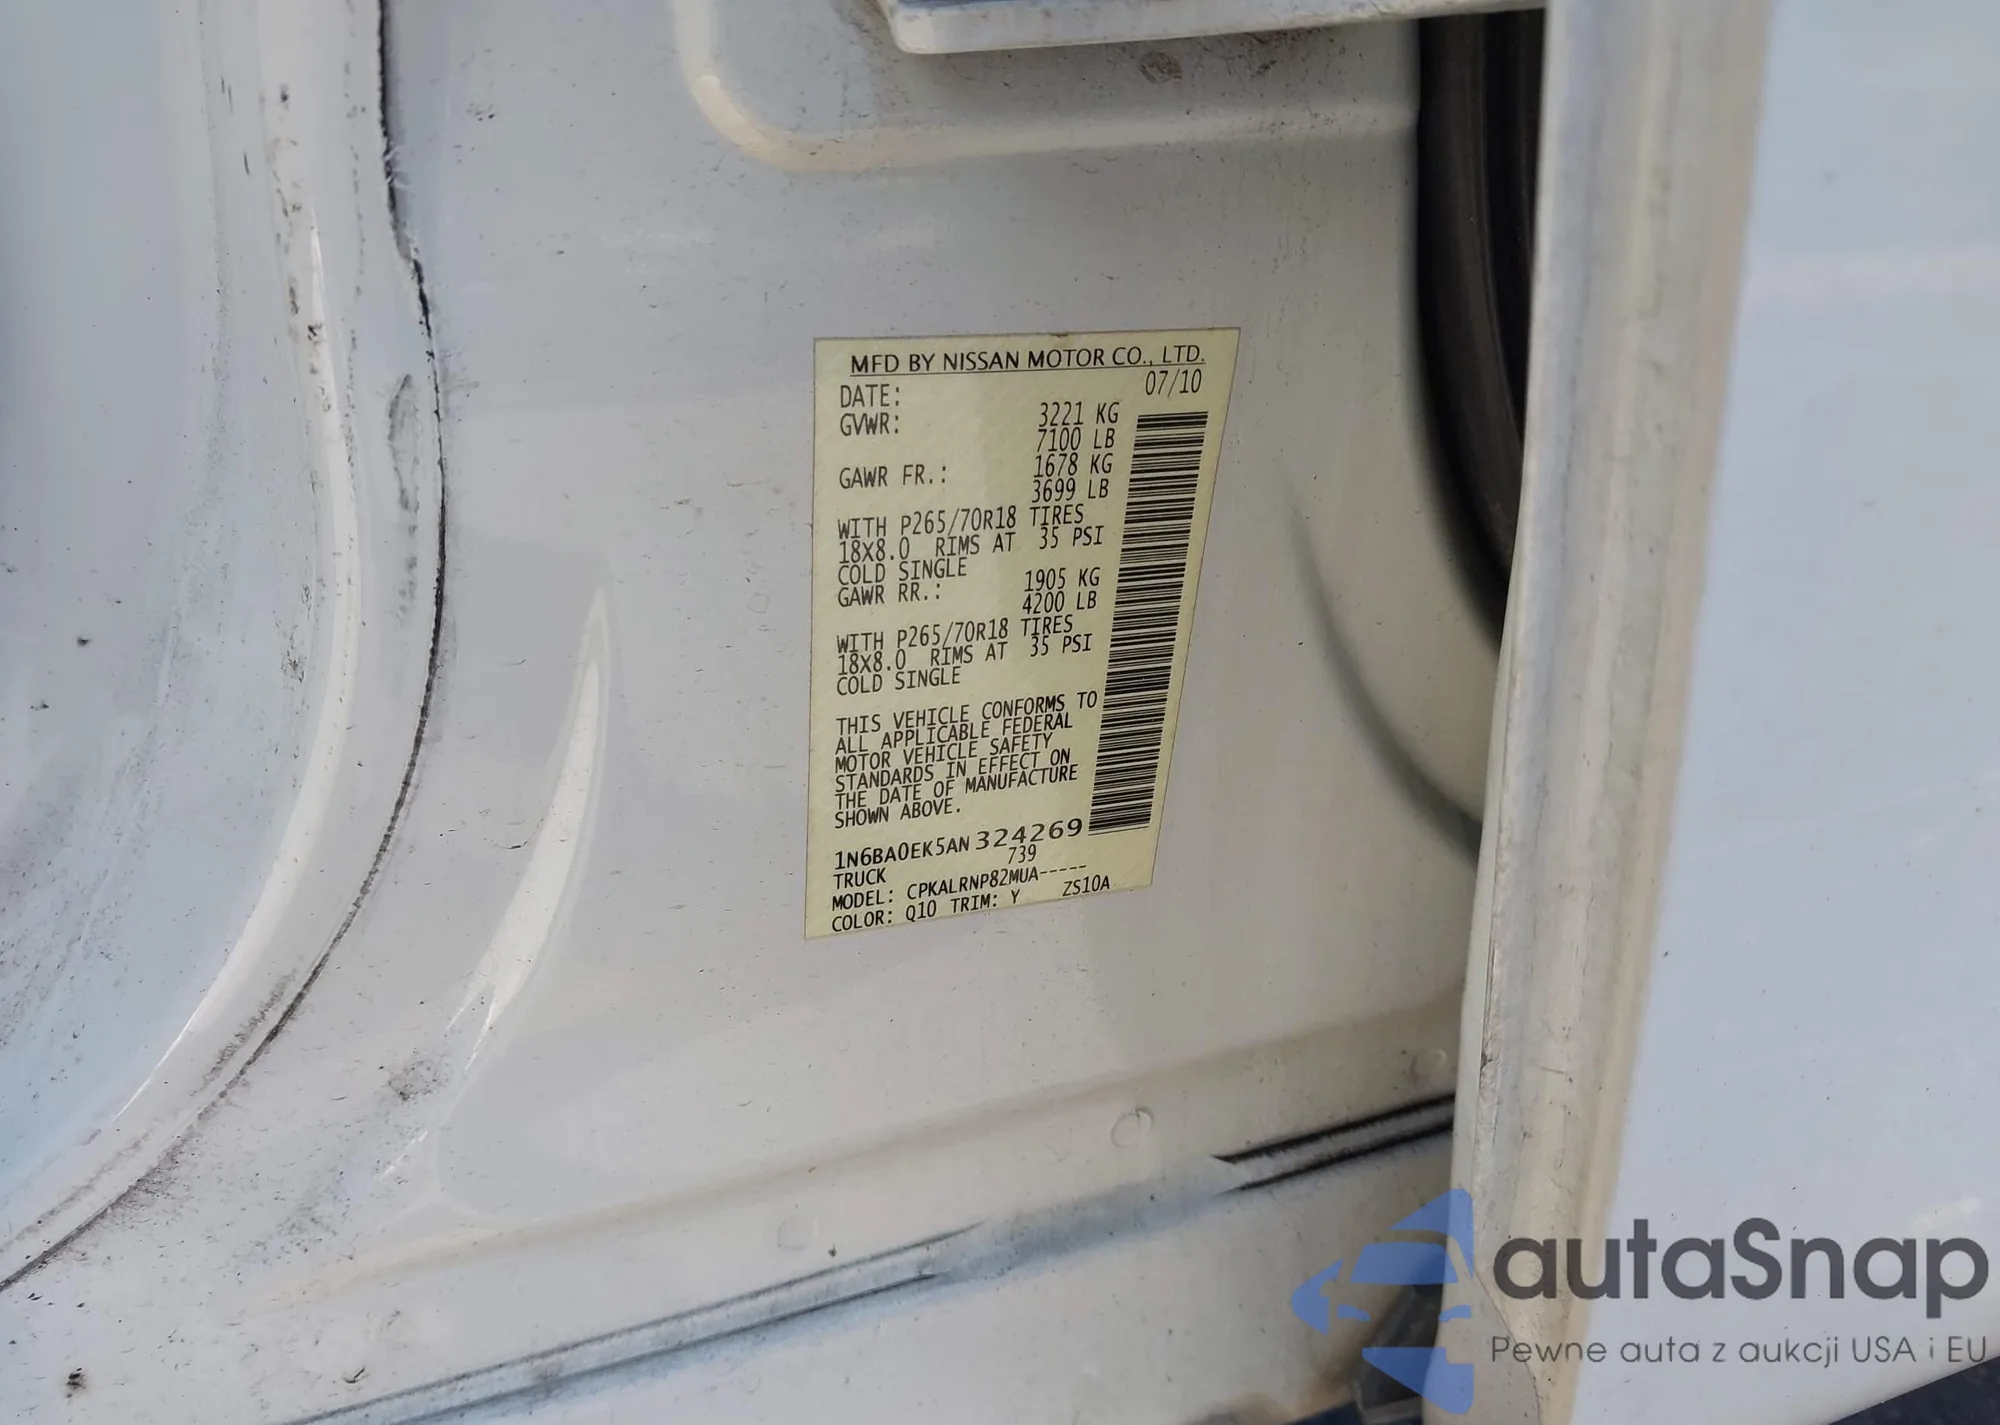 MFD BY NISSAN MOTOR CO., LTD.
DATE: 07/10
GVWR: 3221 KG
7100 LB
GAWR FR.: 1678 KG
3699 LB
WITH P265/70R18 TIRES
18X8.0 RIMS AT 35 PSI
COLD SINGLE
GAWR RR.: 1905 KG
4200 LB
WITH P265/70R18 TIRES
18X8.0 RIMS AT 35 PSI
COLD SINGLE
THIS VEHICLE CONFORMS TO
ALL APPLICABLE FEDERAL
MOTOR VEHICLE SAFETY
STANDARDS IN EFFECT ON
THE DATE OF MANUFACTURE
SHOWN ABOVE.
1N6BA0EK5AN 324269
TRUCK 739
MODEL: CPKALRNP82MUA-----
COLOR: Q10 TRIM: Y ZS10A
autaSnap
Pewne auta z aukcji USA i EU